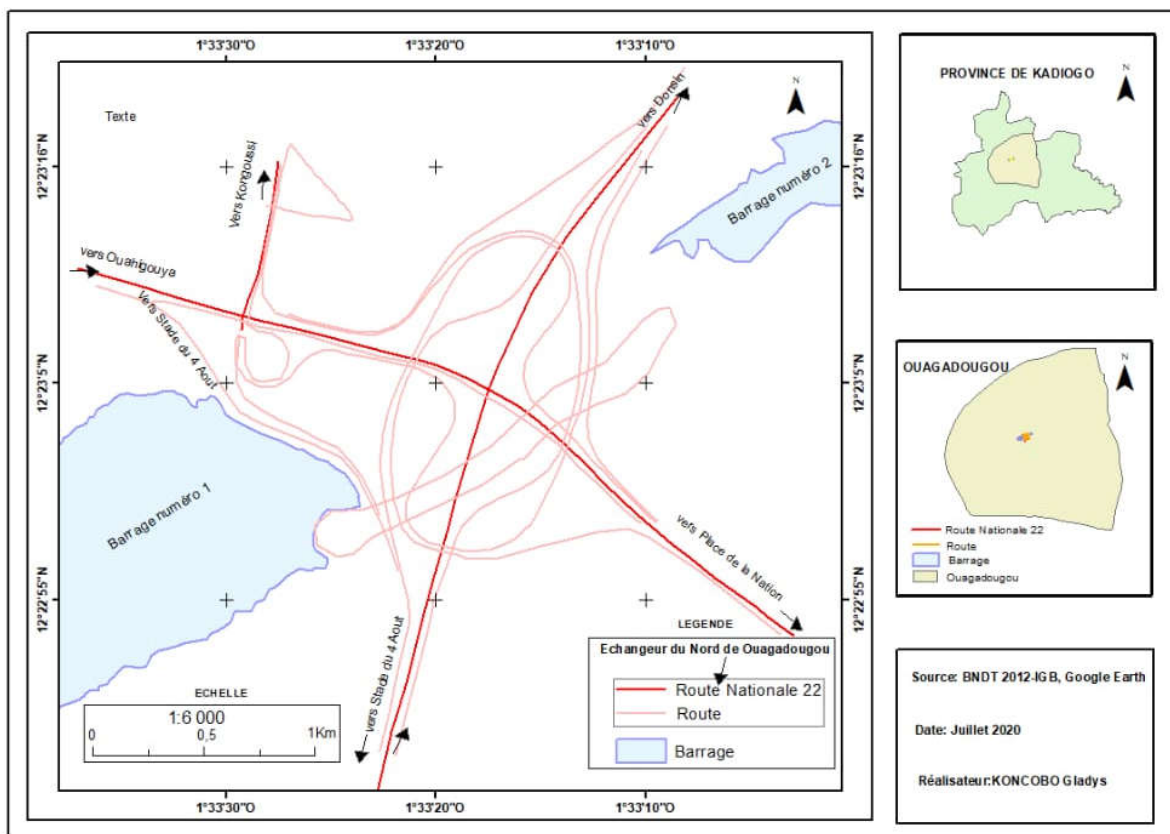 1°33'30"O
1°33'20"O
1°33'10"O
12°23'16"N
12°23'5"N
12°22'55"N
12°23'16"N
12°23'5"N
12°22'55"N
Texte
N
Vers Kongoussi
vers Donsin
Barrage numéro 2
vers Ouahigouya
Vers Stade du 4 Aout
Barrage numéro 1
vers Place de la Nation
vers Stade du 4 Aout
ECHELLE
1:6 000
0
0,5
1Km
LEGENDE
Echangeur du Nord de Ouagadougou
Route Nationale 22
Route
Barrage
1°33'30"O
1°33'20"O
1°33'10"O
PROVINCE DE KADIOGO
N
OUAGADOUGOU
N
Route Nationale 22
Route
Barrage
Ouagadougou
Source: BNDT 2012-IGB, Google Earth
Date: Juillet 2020
Réalisateur:KONCOBO Gladys